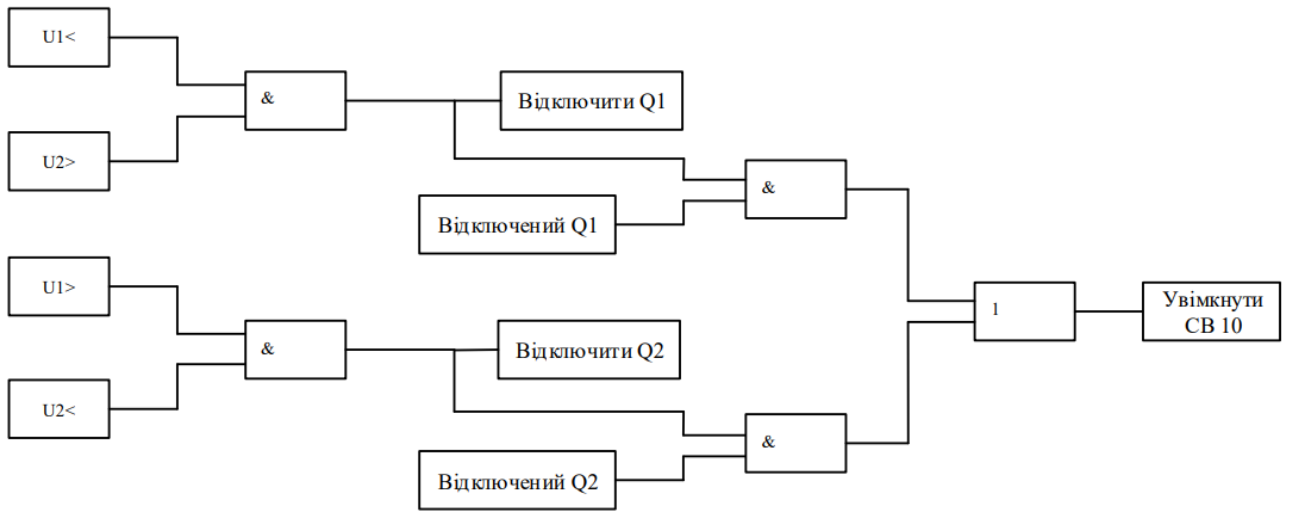 U1<
&
Відключити Q1
U2>
&
Відключений Q1
U1>
1
Увімкнути
СВ 10
&
Відключити Q2
U2<
&
Відключений Q2